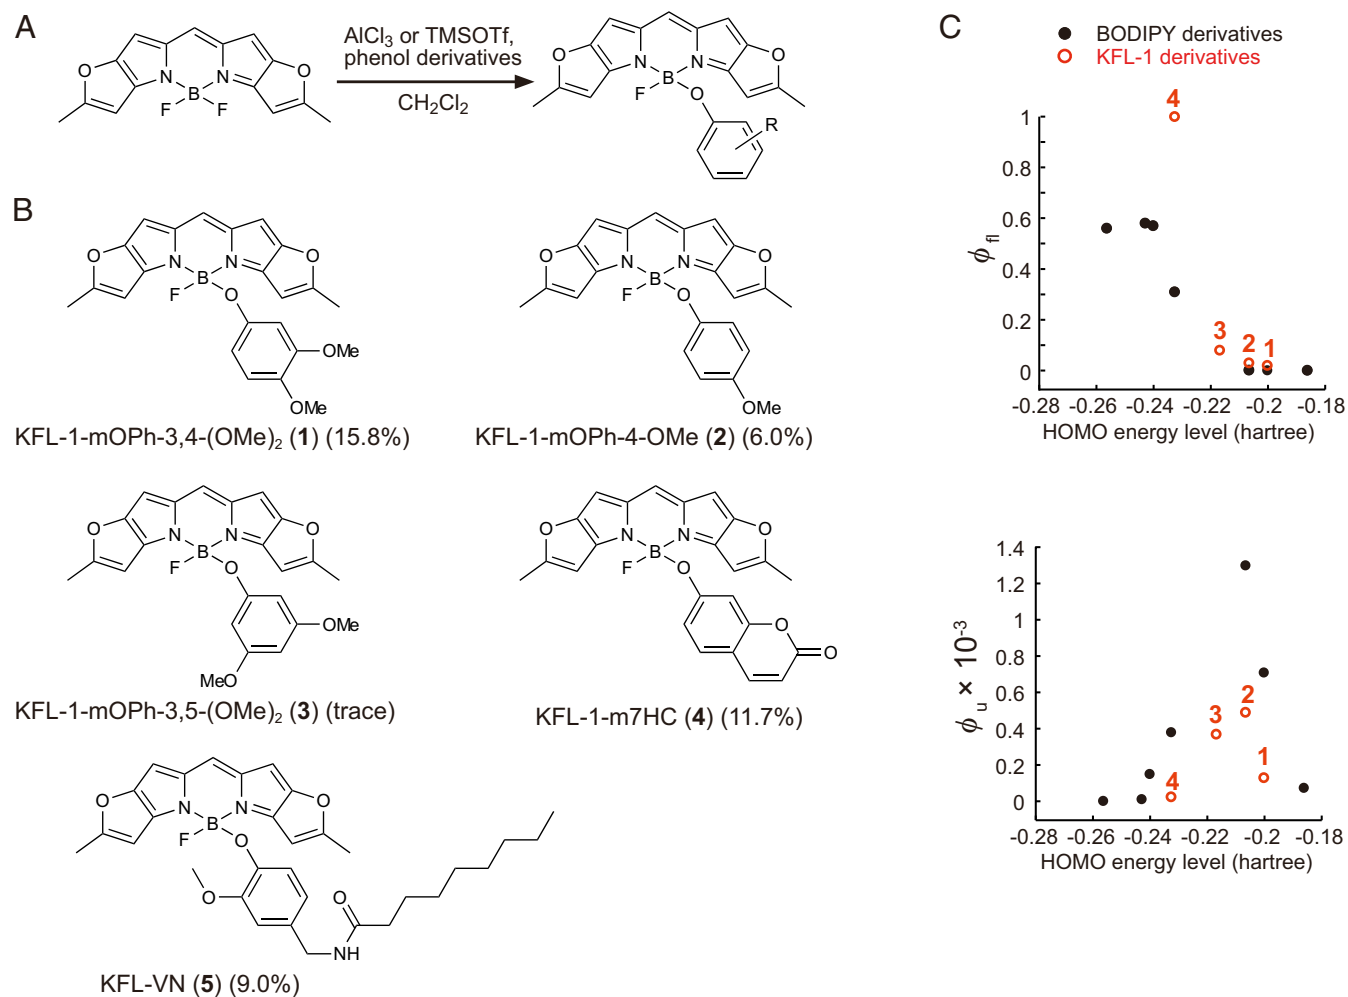 A
AlCl₃ or TMSOTf,
phenol derivatives
CH₂Cl₂
O N N O
B
F F
O N N O
B
F O
R
B
O N N O
B
F O
OMe
OMe
KFL-1-mOPh-3,4-(OMe)₂ (1) (15.8%)
O N N O
B
F O
OMe
KFL-1-mOPh-4-OMe (2) (6.0%)
O N N O
B
F O
OMe
MeO
KFL-1-mOPh-3,5-(OMe)₂ (3) (trace)
O N N O
B
F O
O O
KFL-1-m7HC (4) (11.7%)
O N N O
B
F O
O
O
NH
KFL-VN (5) (9.0%)
C
BODIPY derivatives
KFL-1 derivatives
4
3
2
1
1
0.8
0.6
0.4
0.2
0
ϕ fl
-0.28 -0.26 -0.24 -0.22 -0.2 -0.18
HOMO energy level (hartree)
1.4
1.2
1
0.8
0.6
0.4
0.2
0
ϕ u × 10⁻³
2
3
1
4
-0.28 -0.26 -0.24 -0.22 -0.2 -0.18
HOMO energy level (hartree)